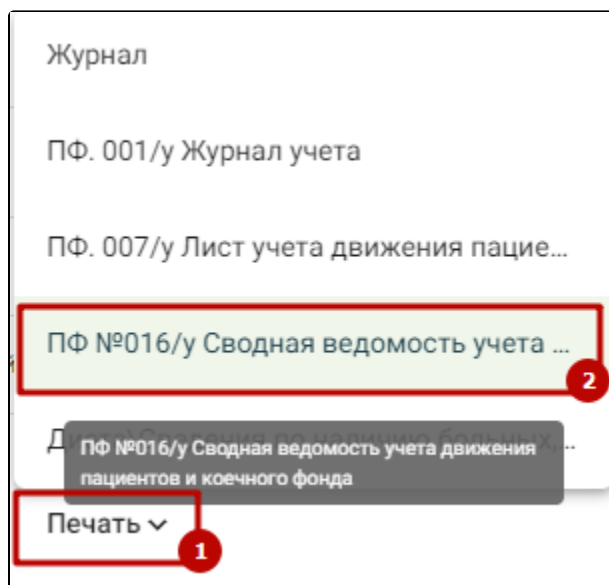 Журнал
ПФ. 001/у Журнал учета
ПФ. 007/у Лист учета движения пацие...
ПФ №016/у Сводная ведомость учета ...
2
ПФ №016/у Сводная ведомость учета движения
пациентов и коечного фонда
Печать
1